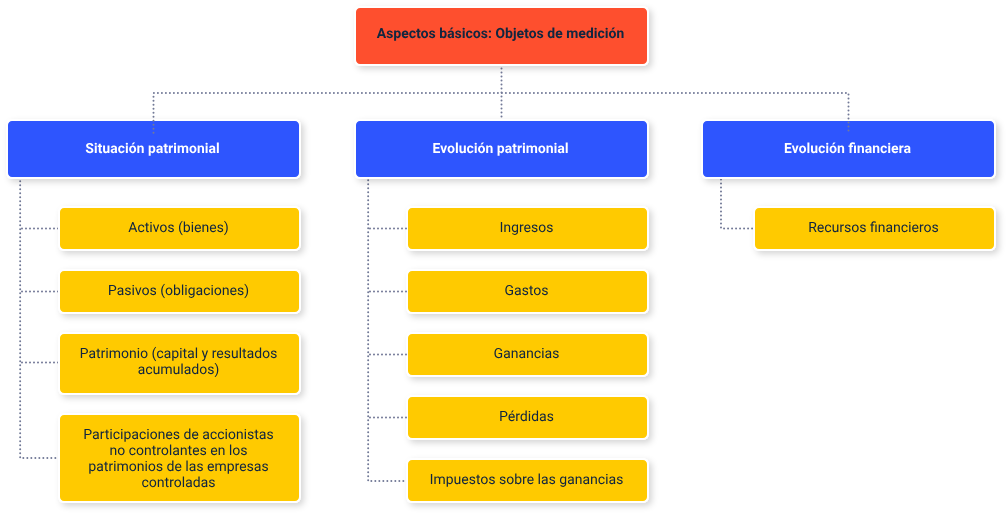 Aspectos básicos: Objetos de medición
Situación patrimonial
Activos (bienes)
Pasivos (obligaciones)
Patrimonio (capital y resultados
acumulados)
Participaciones de accionistas
no controlantes en los
patrimonios de las empresas
controladas
Evolución patrimonial
Ingresos
Gastos
Ganancias
Pérdidas
Impuestos sobre las ganancias
Evolución financiera
Recursos financieros